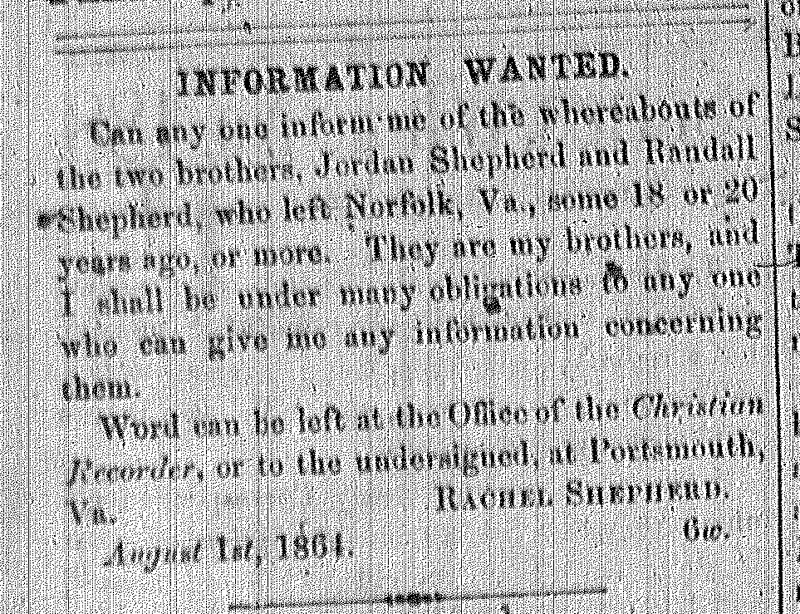 INFORMATION WANTED.
Can any one inform me of the whereabouts of
the two brothers, Jordan Shepherd and Randall
Shepherd, who left Norfolk, Va., some 18 or 20
years ago, or more. They are my brothers, and
I shall be under many obligations to any one
who can give me any information concerning
them.
Word can be left at the Office of the Christian
Recorder, or to the undersigned, at Portsmouth,
Va. RACHEL SHEPHERD.
August 1st, 1864. 6w.